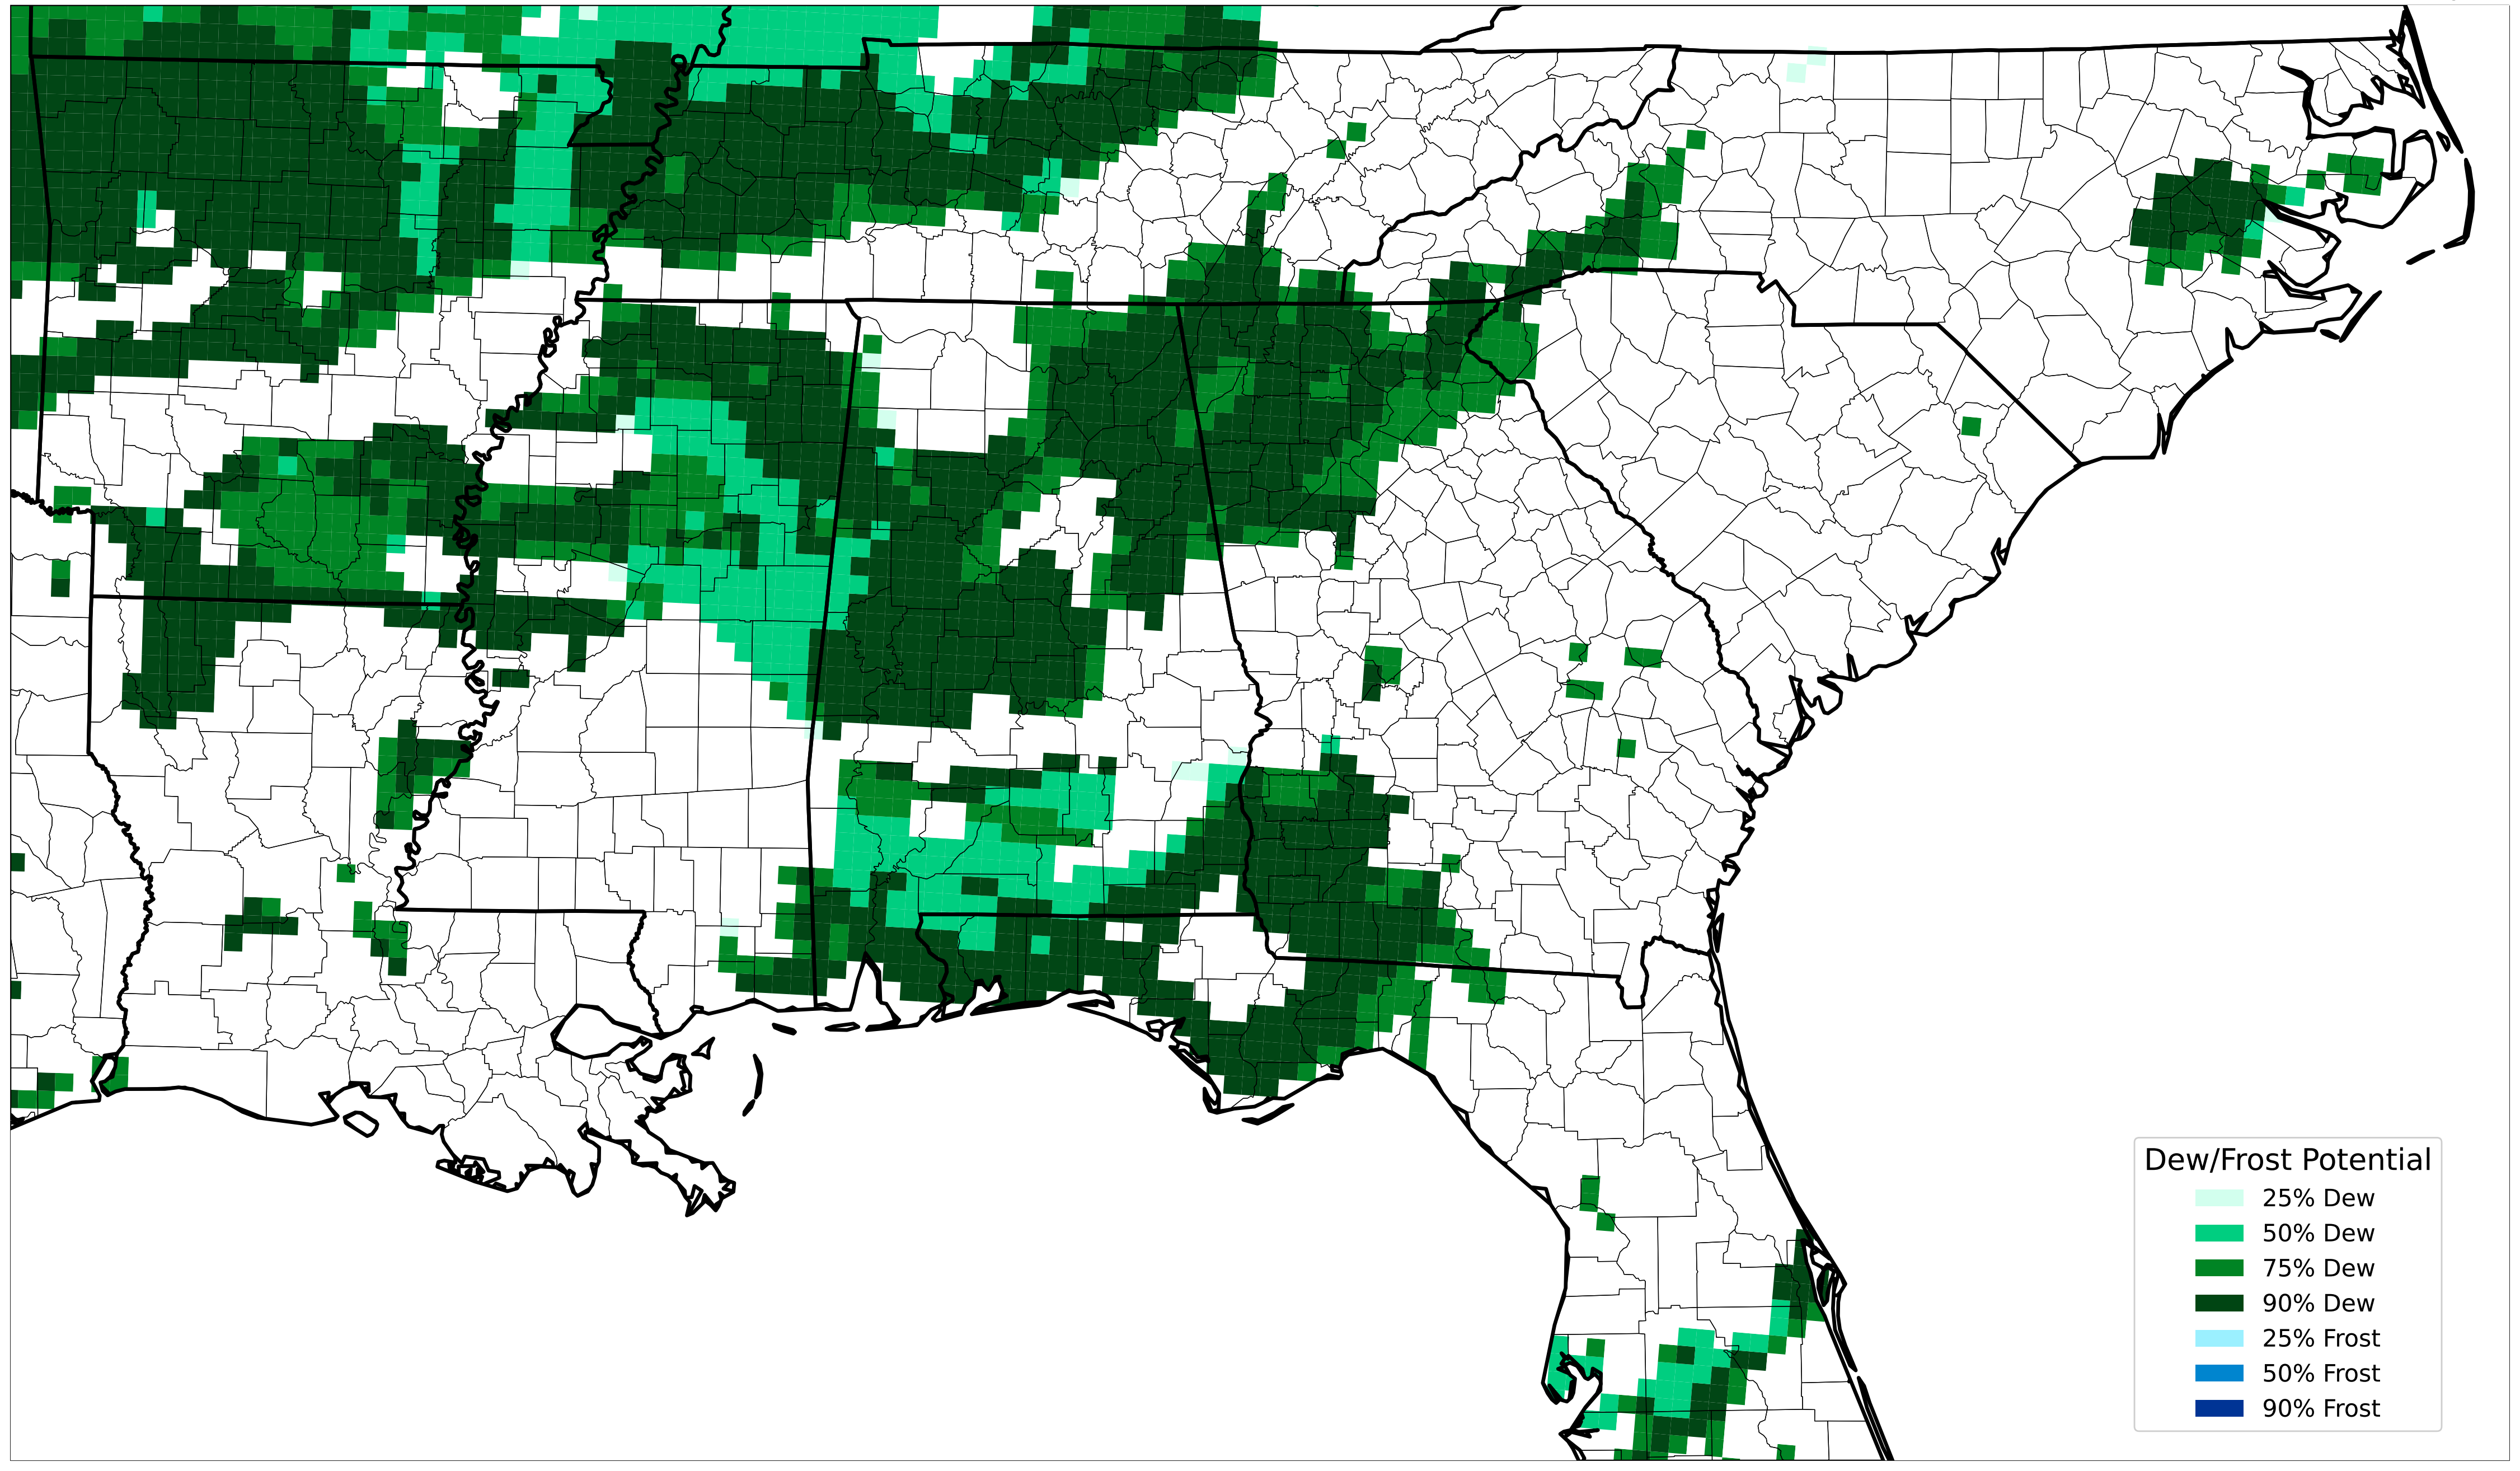 Dew/Frost Potential
25% Dew
50% Dew
75% Dew
90% Dew
25% Frost
50% Frost
90% Frost